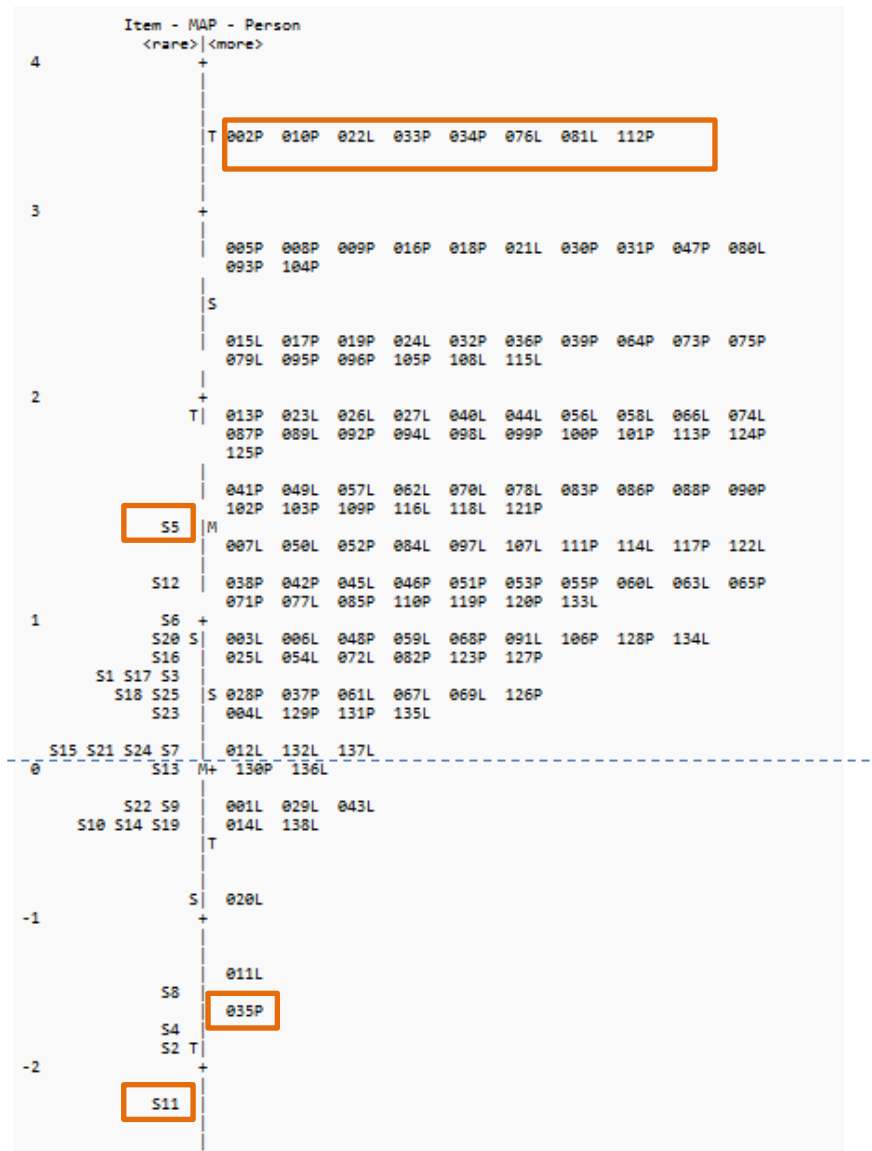 Item - MAP - Person
<rare>|<more>
4 +
|
|
|
|T 002P 010P 022L 033P 034P 076L 081L 112P
|
|
|
3 +
|
| 005P 008P 009P 016P 018P 021L 030P 031P 047P 080L
093P 104P
|
|S
|
| 015L 017P 019P 024L 032P 036P 039P 064P 073P 075P
079L 095P 096P 105P 108L 115L
|
2 +
T| 013P 023L 026L 027L 040L 044L 056L 058L 066L 074L
087P 089L 092P 094L 098L 099P 100P 101P 113P 124P
125P
|
| 041P 049L 057L 062L 070L 078L 083P 086P 088P 090P
102P 103P 109P 116L 118L 121P
S5 |M
| 007L 050L 052P 084L 097L 107L 111P 114L 117P 122L
|
S12 | 038P 042P 045L 046P 051P 053P 055P 060L 063L 065P
071P 077L 085P 110P 119P 120P 133L
1 S6 +
S20 S| 003L 006L 048P 059L 068P 091L 106P 128P 134L
S16 | 025L 054L 072L 082P 123P 127P
S1 S17 S3 |
S18 S25 |S 028P 037P 061L 067L 069L 126P
S23 | 004L 129P 131P 135L
|
S15 S21 S24 S7 | 012L 132L 137L
0 S13 M+ 130P 136L
|
S22 S9 | 001L 029L 043L
S10 S14 S19 | 014L 138L
|T
|
|
S| 020L
-1 +
|
|
| 011L
S8 |
| 035P
S4 |
S2 T|
-2 +
|
S11 |
|
|